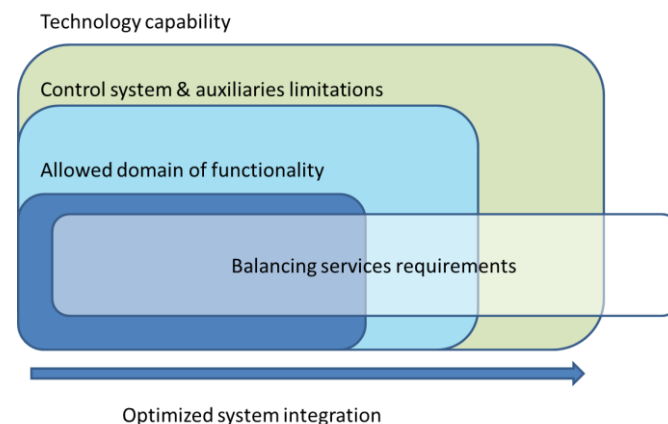 Technology capability
Control system & auxiliaries limitations
Allowed domain of functionality
Balancing services requirements
Optimized system integration